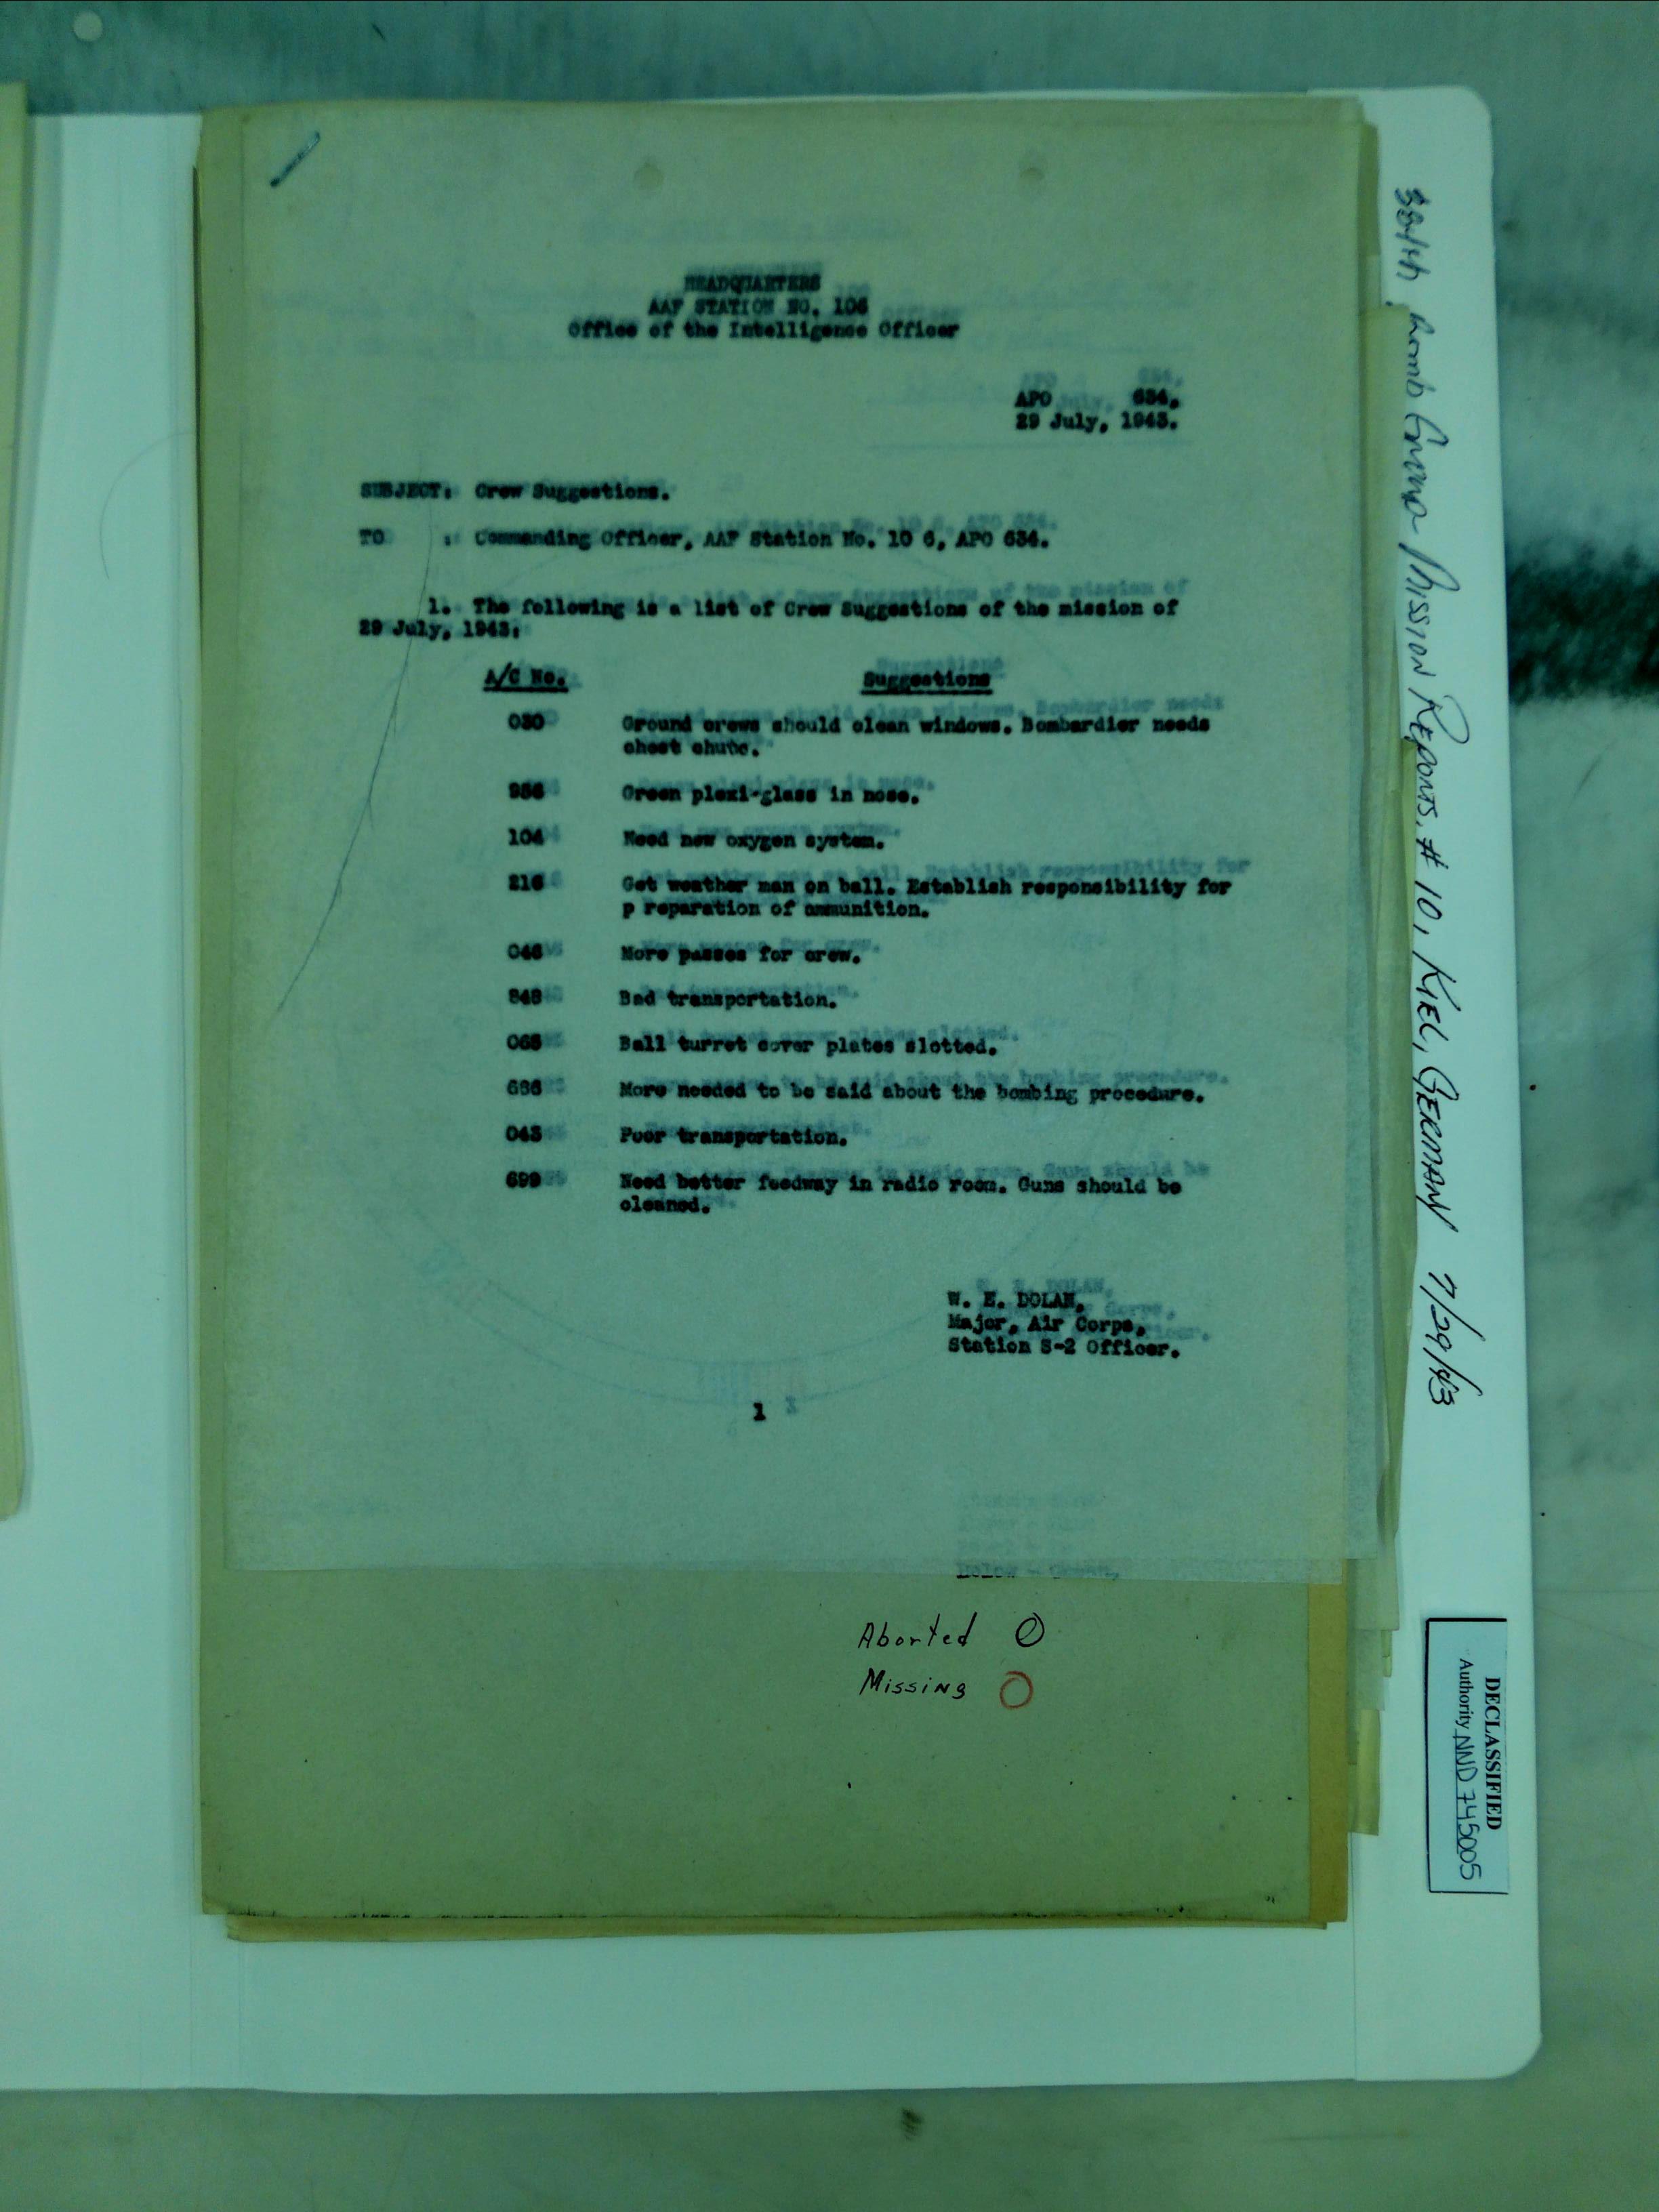 HEADQUARTERS
AAF STATION NO. 106
Office of the Intelligence Officer
APO 634,
29 July, 1943.
SUBJECT: Crew Suggestions.
TO : Commanding Officer, AAF Station No. 10 6, APO 634.
1. The following is a list of Crew Suggestions of the mission of
29 July, 1943:
A/C No. Suggestions
030 Ground crews should clean windows. Bombardier needs
chest chute.
956 Green plexi-glass in nose.
104 Need new oxygen system.
216 Get weather man on ball. Establish responsibility for
p reparation of ammunition.
046 More passes for crew.
848 Bad transportation.
065 Ball turret cover plates slotted.
686 More needed to be said about the bombing procedure.
043 Poor transportation.
699 Need better feedway in radio room. Guns should be
cleaned.
W. E. DOLAN,
Major, Air Corps,
Station S-2 Officer.
1
Aborted O
Missing O
384th Bomb Group Mission Reports, # 10, KIEL, GERMANY 7/29/43
DECLASSIFIED
Authority NND 745005